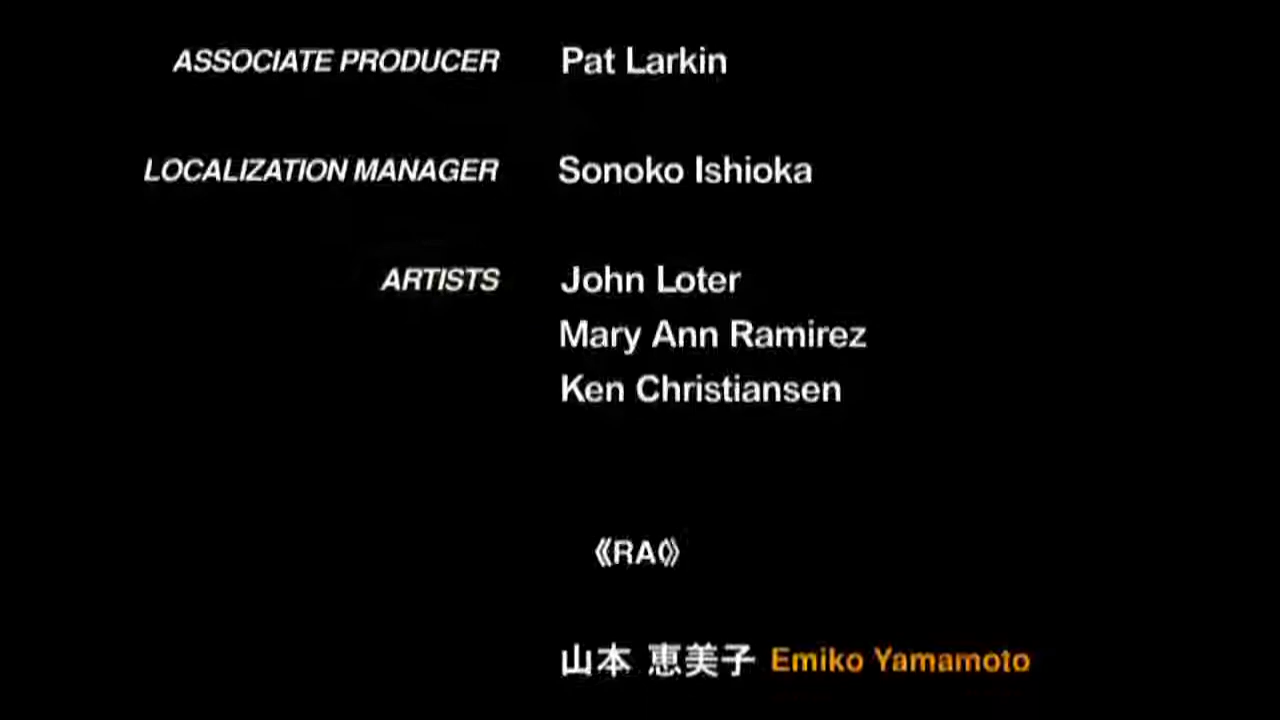 ASSOCIATE PRODUCER Pat Larkin
LOCALIZATION MANAGER Sonoko Ishioka
ARTISTS John Loter
Mary Ann Ramirez
Ken Christiansen
《RAO》
山本 恵美子 Emiko Yamamoto